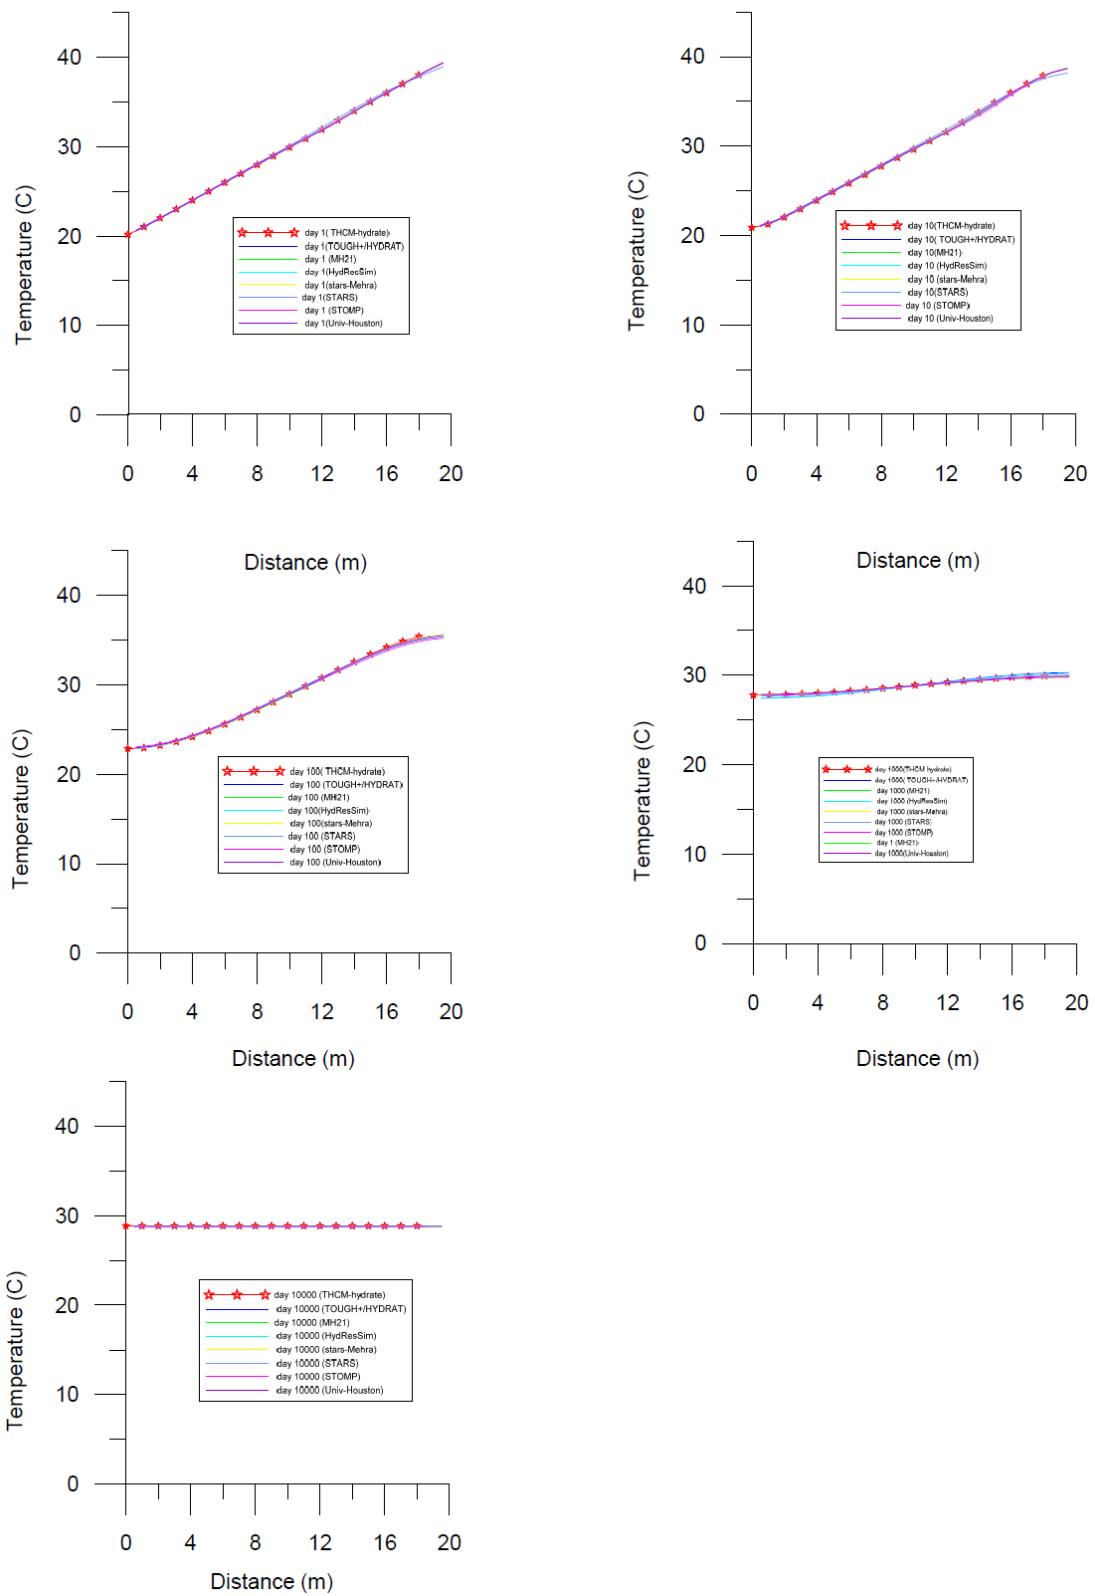 40
30
20
10
0
Temperature (C)
day 1( THCM-hydrate)
day 1(TOUGH+/HYDRAT)
day 1 (MH21)
day 1(HydResSim)
day 1(stars-Mehra)
day 1(STARS)
day 1 (STOMP)
day 1(Univ-Houston)
0 4 8 12 16 20
Distance (m)
40
30
20
10
0
Temperature (C)
day 10(THCM-hydrate)
day 10( TOUGH+/HYDRAT)
day 10(MH21)
day 10 (HydResSim)
day 10 (stars-Mehra)
day 10(STARS)
day 10 (STOMP)
day 10 (Univ-Houston)
0 4 8 12 16 20
Distance (m)
40
30
20
10
0
Temperature (C)
day 100( THCM-hydrate)
day 100 (TOUGH+/HYDRAT)
day 100 (MH21)
day 100(HydResSim)
day 100(stars-Mehra)
day 100 (STARS)
day 100 (STOMP)
day 100 (Univ-Houston)
0 4 8 12 16 20
Distance (m)
40
30
20
10
0
Temperature (C)
day 1000(THCM hydrate)
day 1000( TOUGH+/HYDRAT)
day 1000 (MH21)
day 1000 (HydResSim)
day 1000 (stars-Mehra)
day 1000 (STARS)
day 1000 (STOMP)
day 1 (MH21)
day 1000(Univ-Houston)
0 4 8 12 16 20
Distance (m)
40
30
20
10
0
Temperature (C)
day 10000 (THCM-hydrate)
day 10000 (TOUGH+/HYDRAT)
day 10000 (MH21)
day 10000 (HydResSim)
day 10000 (stars-Mehra)
day 10000 (STARS)
day 10000 (STOMP)
day 10000 (Univ-Houston)
0 4 8 12 16 20
Distance (m)